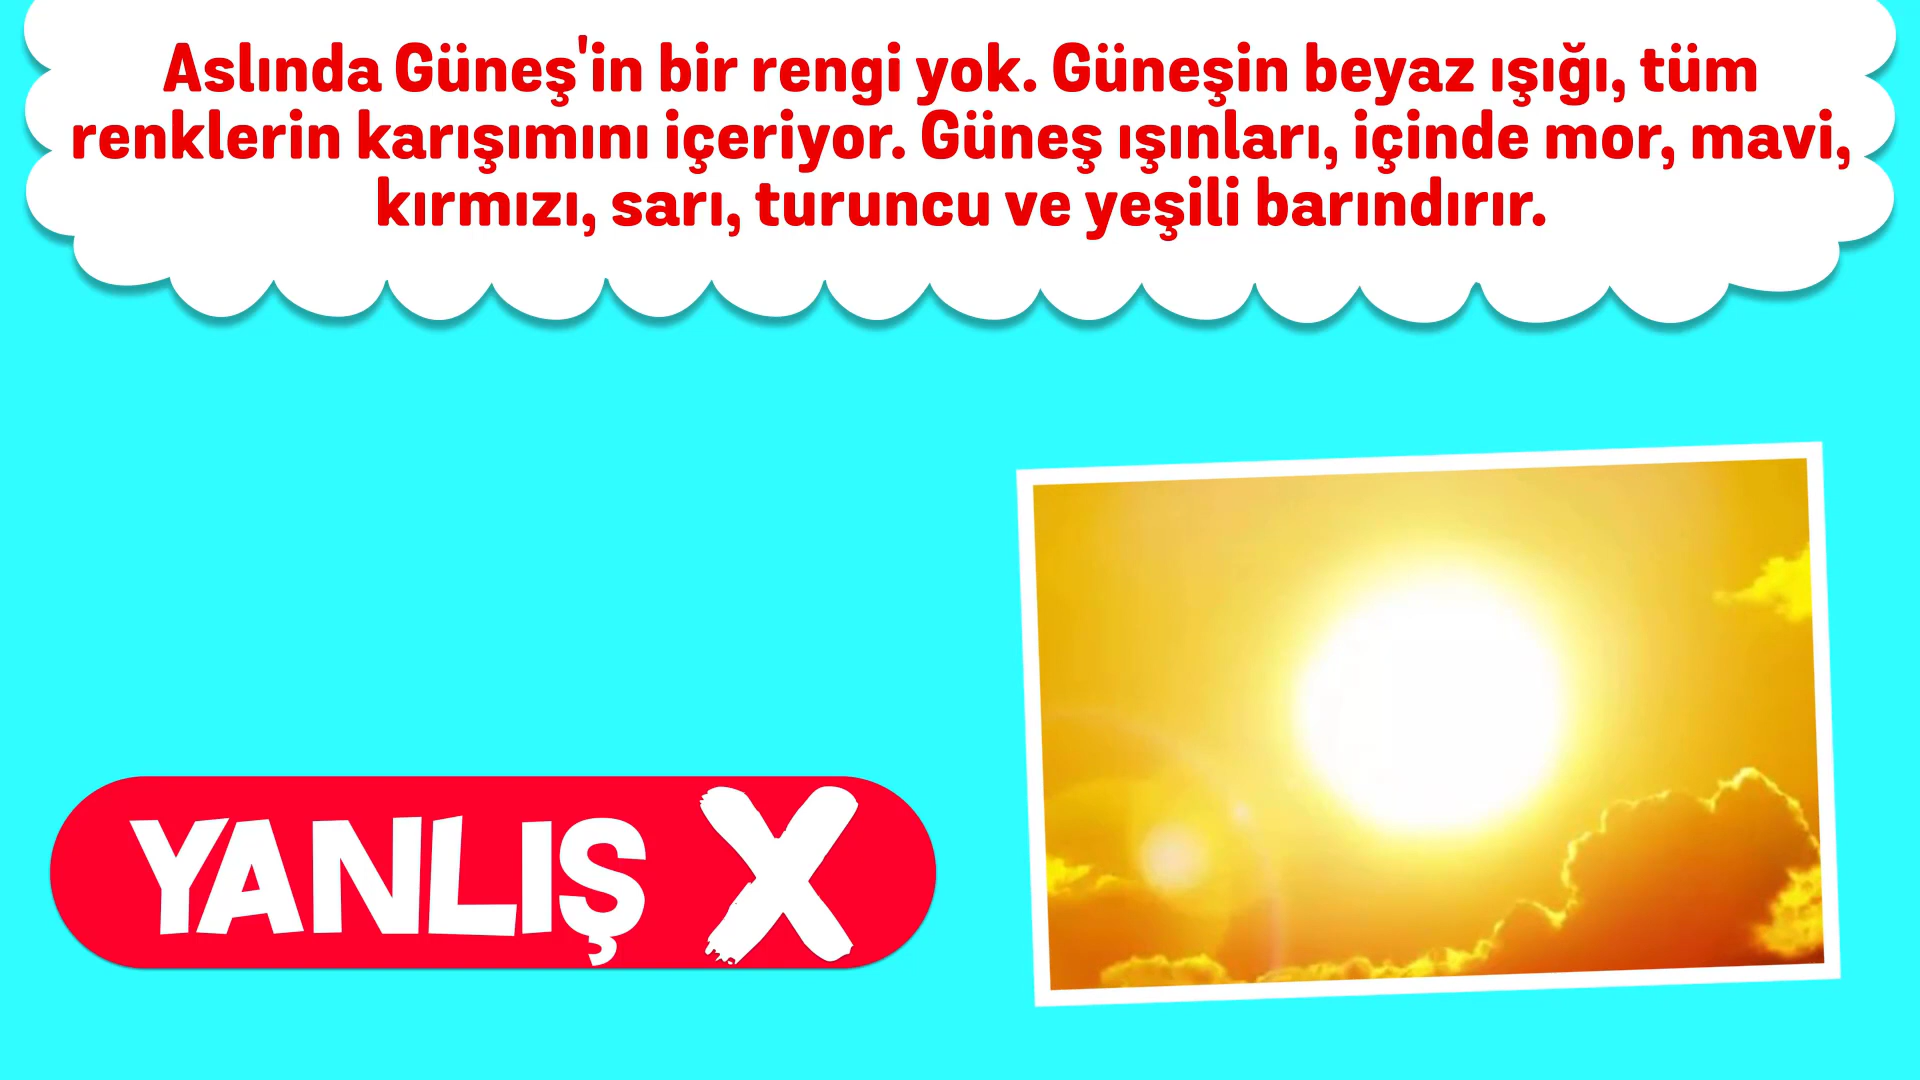 Aslında Güneş'in bir rengi yok. Güneşin beyaz ışığı, tüm
renklerin karışımını içeriyor. Güneş ışınları, içinde mor, mavi,
kırmızı, sarı, turuncu ve yeşili barındırır.
YANLIŞ X